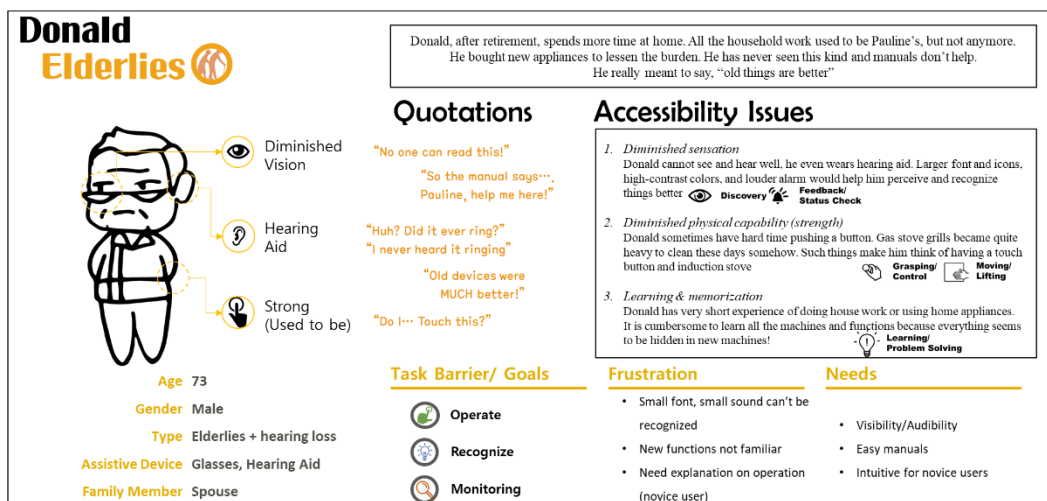 Donald
Elderlies
Donald, after retirement, spends more time at home. All the household work used to be Pauline's, but not anymore.
He bought new appliances to lessen the burden. He has never seen this kind and manuals don't help.
He really meant to say, "old things are better"
Diminished
Vision
Hearing
Aid
Strong
(Used to be)
Age 73
Gender Male
Type Elderlies + hearing loss
Assistive Device Glasses, Hearing Aid
Family Member Spouse
Quotations
"No one can read this!"
"So the manual says….
Pauline, help me here!"
"Huh? Did it ever ring?"
"I never heard it ringing"
"Old devices were
MUCH better!"
"Do I… Touch this?"
Accessibility Issues
1. Diminished sensation
Donald cannot see and hear well, he even wears hearing aid. Larger font and icons,
high-contrast colors, and louder alarm would help him perceive and recognize
things better Discovery Feedback/
Status Check
2. Diminished physical capability (strength)
Donald sometimes have hard time pushing a button. Gas stove grills became quite
heavy to clean these days somehow. Such things make him think of having a touch
button and induction stove Grasping/
Control Moving/
Lifting
3. Learning & memorization
Donald has very short experience of doing house work or using home appliances.
It is cumbersome to learn all the machines and functions because everything seems
to be hidden in new machines! Learning/
Problem Solving
Task Barrier/ Goals
Operate
Recognize
Monitoring
Frustration
• Small font, small sound can't be
recognized
• New functions not familiar
• Need explanation on operation
(novice user)
Needs
• Visibility/Audibility
• Easy manuals
• Intuitive for novice users